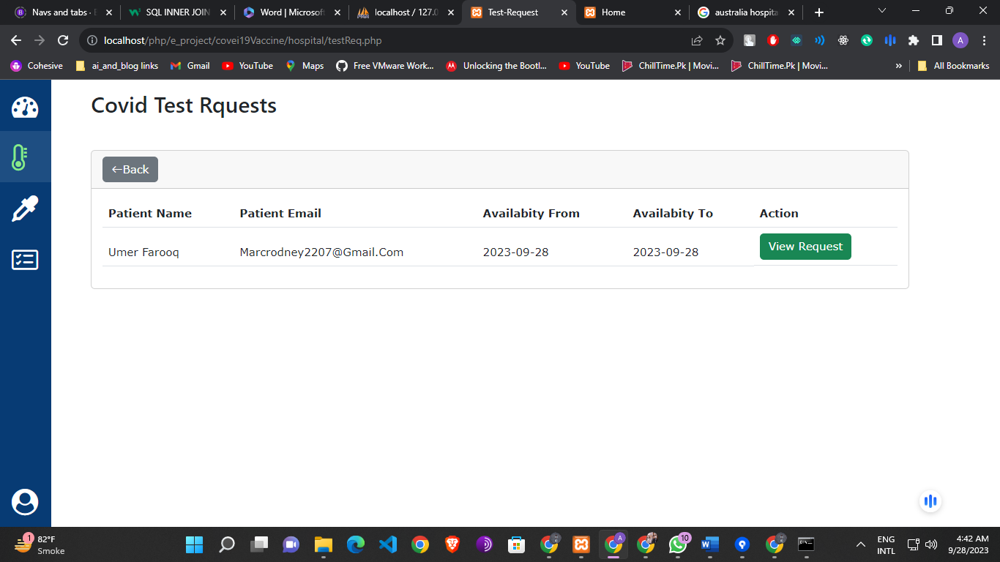 Navs and tabs · B
SQL INNER JOIN
Word | Microsoft
localhost / 127.0
Test-Request
Home
australia hospita
localhost/php/e_project/covei19Vaccine/hospital/testReq.php
A
Cohesive
ai_and_blog links
Gmail
YouTube
Maps
Free VMware Work...
Unlocking the Bootl...
YouTube
ChillTime.Pk | Movi...
ChillTime.Pk | Movi...
»
All Bookmarks
Covid Test Rquests
←Back
Patient Name Patient Email Availabity From Availabity To Action
Umer Farooq Marcrodney2207@Gmail.Com 2023-09-28 2023-09-28 View Request
1
82°F
Smoke
A
10
ENG
INTL
4:42 AM
9/28/2023